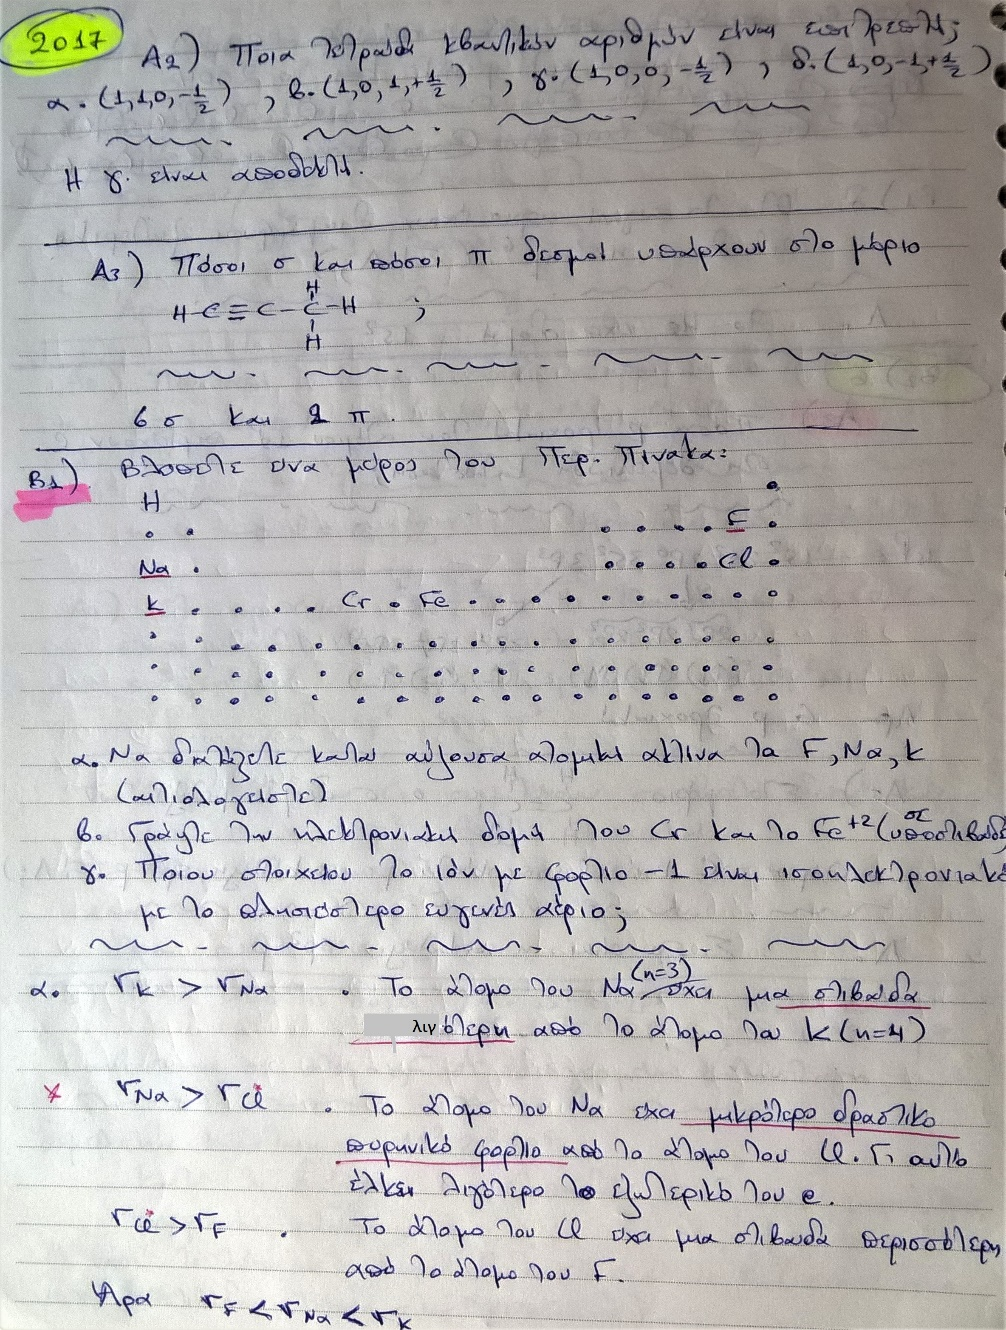 2017
Α2) Ποια τετράδα κβαντικών αριθμών είναι επιτρεπτή;
α. (1,1,0,-1/2) , β. (1,0,1,+1/2) , γ. (1,0,0,-1/2) , δ. (1,0,-1,+1/2)
Η γ. είναι αποδεκτή.
Α3) Πόσοι σ και πόσοι π δεσμοί υπάρχουν στο μόριο
H
H-C≡C-C-H ;
H
6 σ και 2 π.
Β1) Βλέπετε ένα μέρος του Περ. Πίνακα:
H
F
Na Cl
K Cr Fe
α. Να διατάξετε κατά αύξουσα ατομική ακτίνα τα F, Na, K
(αιτιολογείστε)
β. Γράψτε την ηλεκτρονιακή δομή του Cr και το Fe+2 (σε υποστιβάδες
γ. Ποιου στοιχείου το ιόν με φορτίο -1 είναι ισοηλεκτρονιακό
με το πλησιέστερο ευγενές αέριο;
α. rK > rNa . Το άτομο του Na (n=3) έχει μια στιβάδα
λιγότερη από το άτομο του K (n=4)
rNa > rCl . Το άτομο του Na έχει μικρότερο δραστικό
πυρηνικό φορτίο από το άτομο του Cl. Γι αυτό
έλκει λιγότερο το εξωτερικό του e.
rCl > rF . Το άτομο του Cl έχει μια στιβάδα περισσότερη
από το άτομο του F.
Άρα rF < rNa < rK